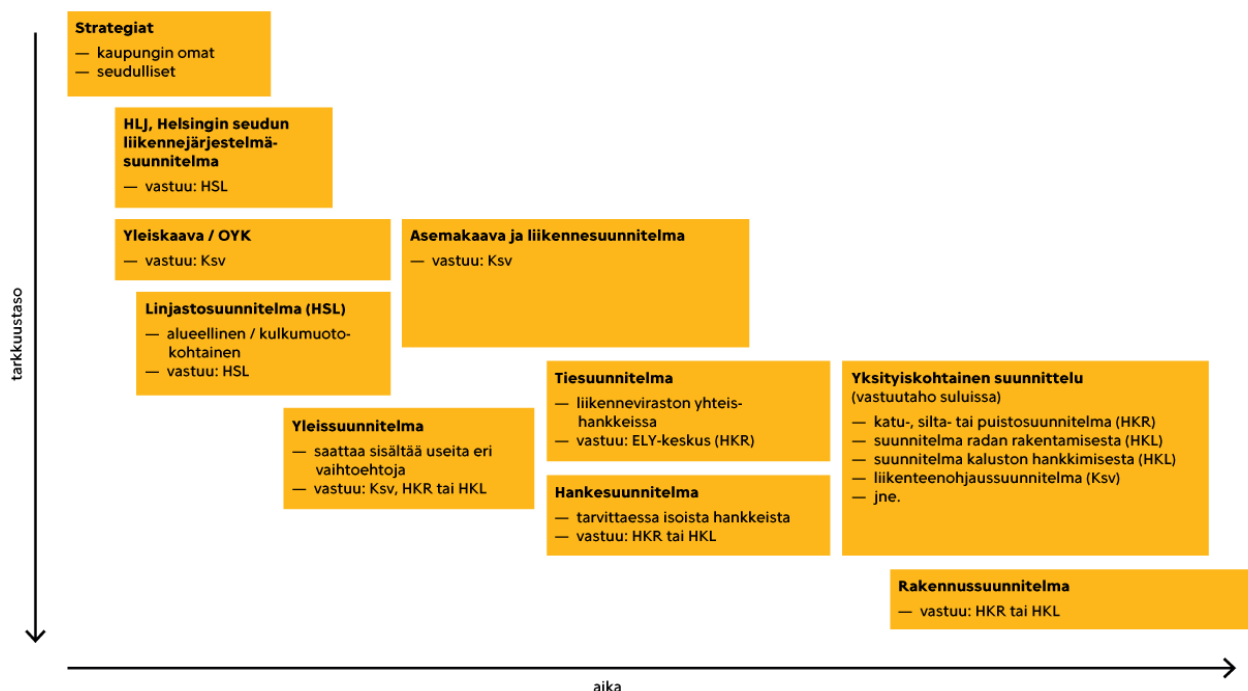 Strategiat
— kaupungin omat
— seudulliset
HLJ, Helsingin seudun
liikennejärjestelmä-
suunnitelma
— vastuu: HSL
Yleiskaava / OYK
— vastuu: Ksv
Asemakaava ja liikennesuunnitelma
— vastuu: Ksv
Linjastosuunnitelma (HSL)
— alueellinen / kulkumuoto-
kohtainen
— vastuu: HSL
Yleissuunnitelma
— saattaa sisältää useita eri
vaihtoehtoja
— vastuu: Ksv, HKR tai HKL
Tiesuunnitelma
— liikenneviraston yhteis-
hankkeissa
— vastuu: ELY-keskus (HKR)
Hankesuunnitelma
— tarvittaessa isoista hankkeista
— vastuu: HKR tai HKL
Yksityiskohtainen suunnittelu
(vastuutaho suluissa)
— katu-, silta- tai puistosuunnitelma (HKR)
— suunnitelma radan rakentamisesta (HKL)
— suunnitelma kaluston hankkimisesta (HKL)
— liikenteenohjaussuunnitelma (Ksv)
— jne.
Rakennussuunnitelma
— vastuu: HKR tai HKL
tarkkuustaso
aika